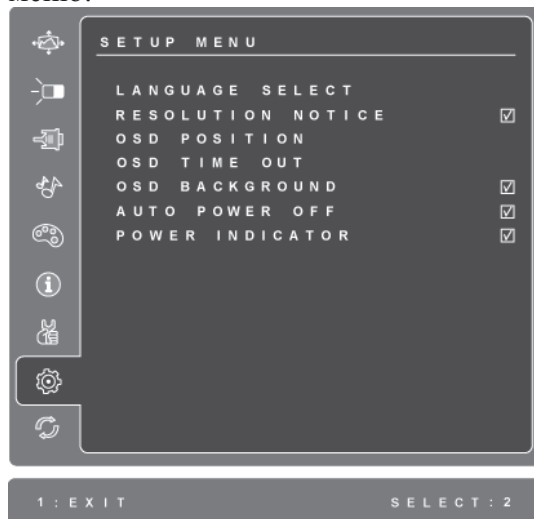 SETUP MENU
LANGUAGE SELECT
RESOLUTION NOTICE
OSD POSITION
OSD TIME OUT
OSD BACKGROUND
AUTO POWER OFF
POWER INDICATOR
1:EXIT SELECT:2